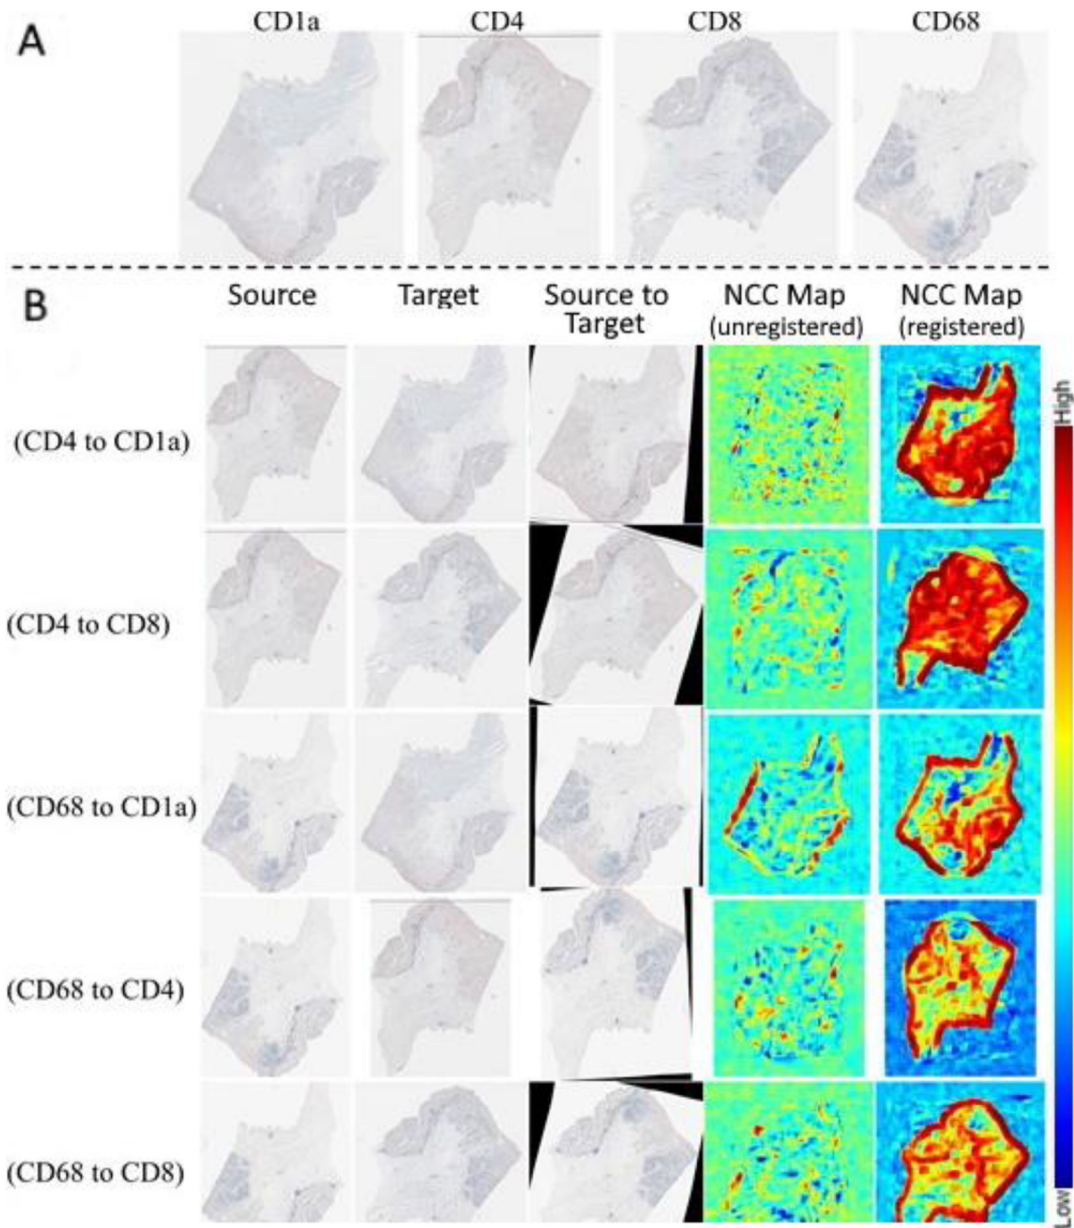 A
CD1a CD4 CD8 CD68
B
Source Target Source to Target NCC Map (unregistered) NCC Map (registered)
High
(CD4 to CD1a)
(CD4 to CD8)
(CD68 to CD1a)
(CD68 to CD4)
(CD68 to CD8)
Low